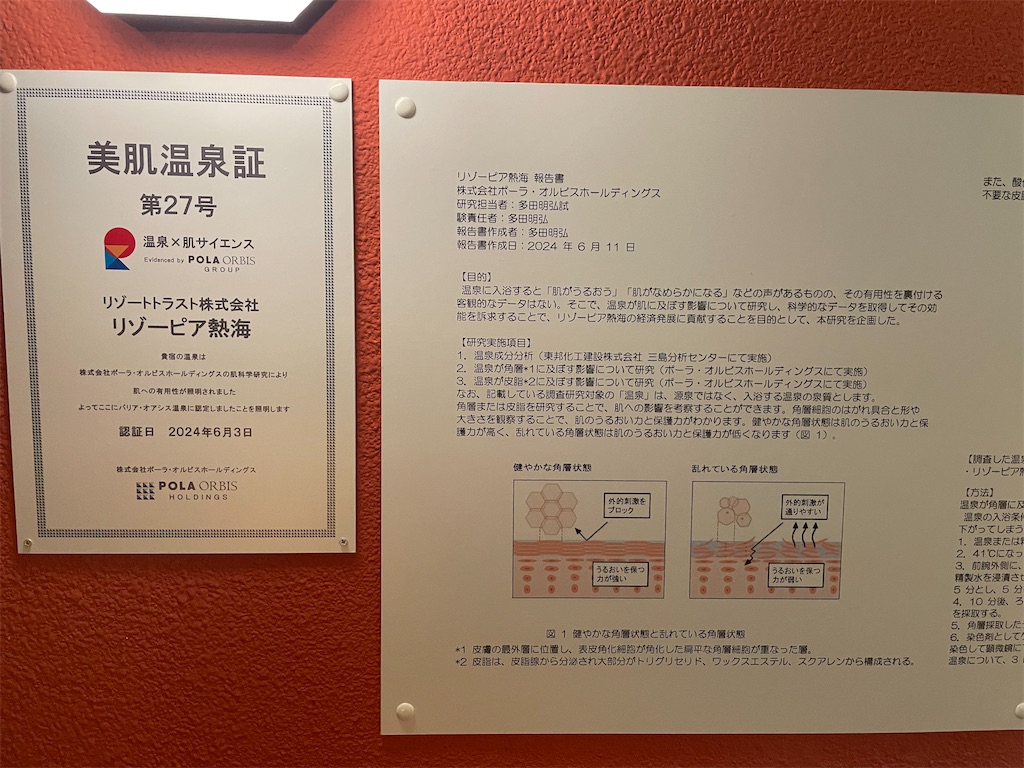 美肌温泉証
第27号
温泉×肌サイエンス
Evidenced by POLA ORBIS
GROUP
リゾートトラスト株式会社
リゾーピア熱海
貴宿の温泉は
株式会社ポーラ・オルビスホールディングスの肌科学研究により
肌への有用性が照明されました
よってここにバリア・オアシス温泉に認定しましたことを照明します
認証日 2024年6月3日
株式会社ポーラ・オルビスホールディングス
POLA ORBIS
HOLDINGS
リゾーピア熱海 報告書
株式会社ポーラ・オルビスホールディングス
研究担当者:多田明弘試
験責任者:多田明弘
報告書作成者:多田明弘
報告書作成日:2024 年 6 月 11 日
【目的】
温泉に入浴すると「肌がうるおう」「肌がなめらかになる」などの声があるものの、その有用性を裏付ける
客観的なデータはない。そこで、温泉が肌に及ぼす影響について研究し、科学的なデータを取得してその効
能を訴求することで、リゾーピア熱海の経済発展に貢献することを目的として、本研究を企画した。
【研究実施項目】
1. 温泉成分分析(東邦化工建設株式会社 三島分析センターにて実施)
2. 温泉が角層*1に及ぼす影響について研究(ポーラ・オルビスホールディングスにて実施)
3. 温泉が皮脂*2に及ぼす影響について研究(ポーラ・オルビスホールディングスにて実施)
なお、記載している調査研究対象の「温泉」は、源泉ではなく、入浴する温泉の泉質とします。
角層または皮脂を研究することで、肌への影響を考察することができます。角層細胞のはがれ具合と形や
大きさを観察することで、肌のうるおい力と保護力がわかります。健やかな角層状態は肌のうるおい力と保
護力が高く、乱れている角層状態は肌のうるおい力と保護力が低くなります(図 1)。
健やかな角層状態
外的刺激を
ブロック
うるおいを保つ
力が強い
乱れている角層状態
外的刺激が
通りやすい
うるおいを保つ
力が弱い
図 1 健やかな角層状態と乱れている角層状態
*1 皮膚の最外層に位置し、表皮角化細胞が角化した扁平な角層細胞が重なった層。
*2 皮脂は、皮脂腺から分泌され大部分がトリグリセリド、ワックスエステル、スクアレンから構成される。
また、酸
不要な皮
【調査した温
・リゾーピア
【方法】
温泉が角層に及
温泉の入浴条件
下がってしまう
1. 温泉または
2. 41℃になっ
3. 前腕外側に、
精製水を浸漬さ
5 分とし、5 分
4. 10 分後、
を採取する。
5. 角層採取した
6. 染色剤として
染色して顕微鏡に
温泉について、3